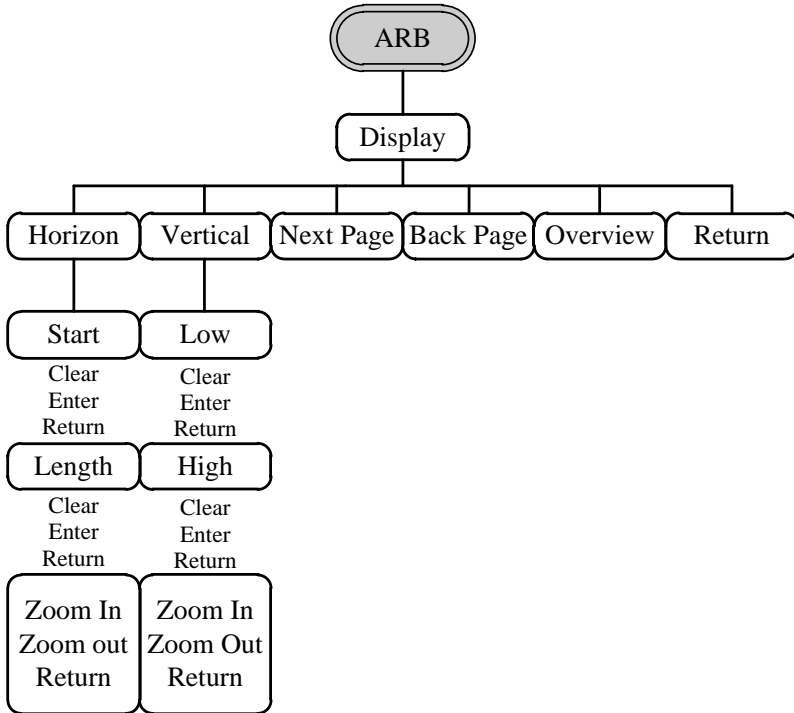 ARB
Display
Horizon
Vertical
Next Page
Back Page
Overview
Return
Start
Clear
Enter
Return
Length
Clear
Enter
Return
Zoom In
Zoom out
Return
Low
Clear
Enter
Return
High
Clear
Enter
Return
Zoom In
Zoom Out
Return